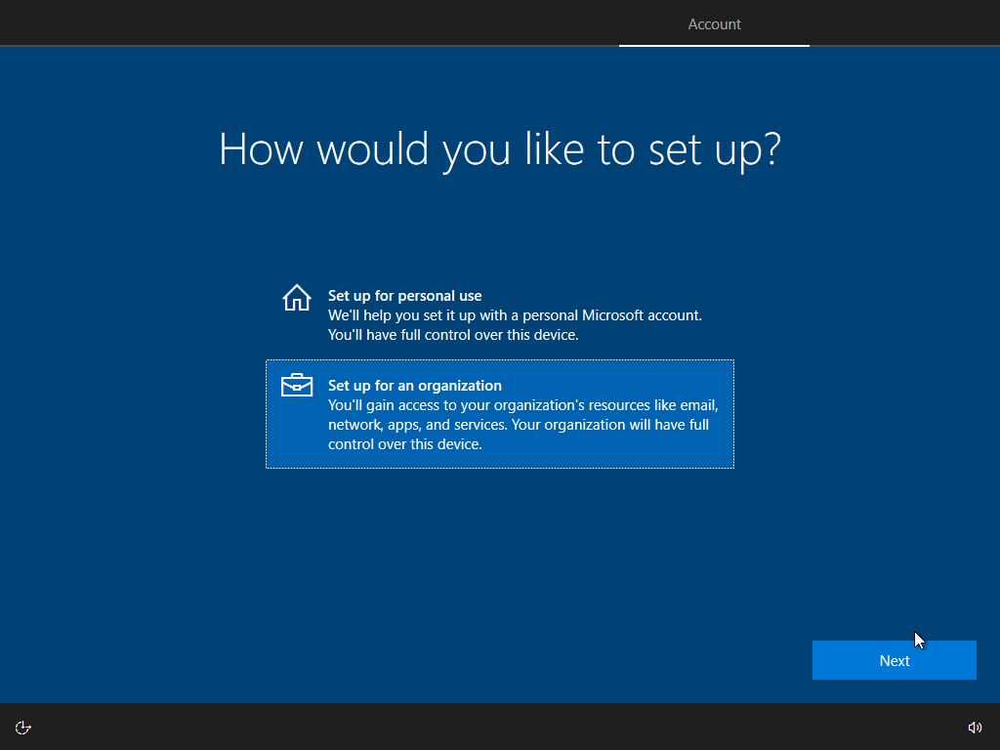 Account
How would you like to set up?
Set up for personal use
We'll help you set it up with a personal Microsoft account.
You'll have full control over this device.
Set up for an organization
You'll gain access to your organization's resources like email,
network, apps, and services. Your organization will have full
control over this device.
Next